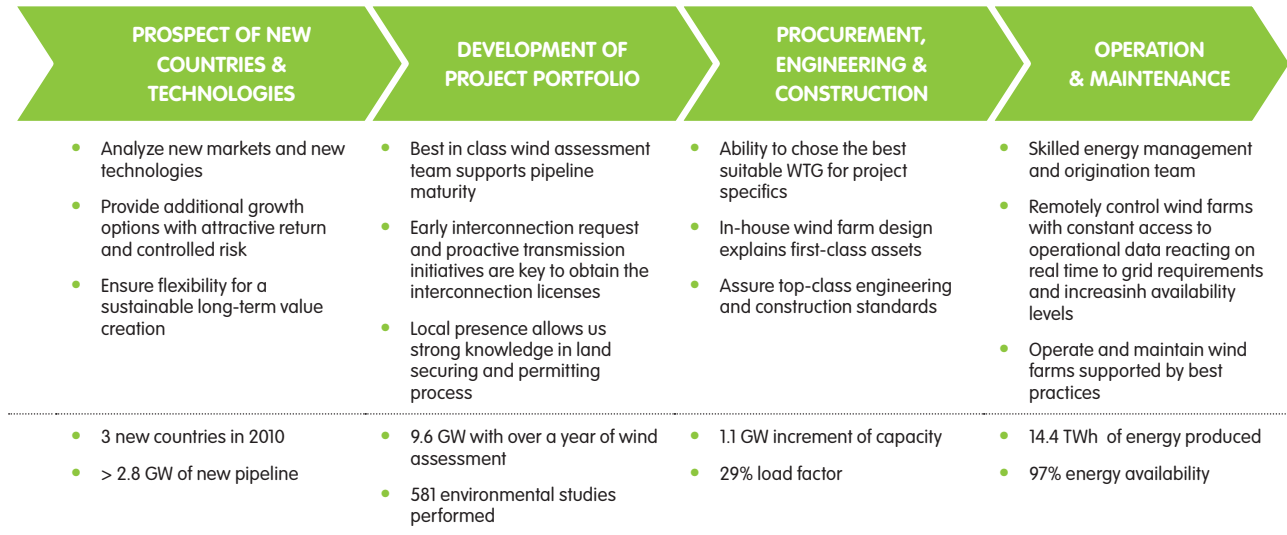 PROSPECT OF NEW
COUNTRIES &
TECHNOLOGIES
DEVELOPMENT OF
PROJECT PORTFOLIO
PROCUREMENT,
ENGINEERING &
CONSTRUCTION
OPERATION
& MAINTENANCE
• Analyze new markets and new
technologies
• Provide additional growth
options with attractive return
and controlled risk
• Ensure flexibility for a
sustainable long-term value
creation
• Best in class wind assessment
team supports pipeline
maturity
• Early interconnection request
and proactive transmission
initiatives are key to obtain the
interconnection licenses
• Local presence allows us
strong knowledge in land
securing and permitting
process
• Ability to chose the best
suitable WTG for project
specifics
• In-house wind farm design
explains first-class assets
• Assure top-class engineering
and construction standards
• Skilled energy management
and origination team
• Remotely control wind farms
with constant access to
operational data reacting on
real time to grid requirements
and increasinh availability
levels
• Operate and maintain wind
farms supported by best
practices
• 3 new countries in 2010
• > 2.8 GW of new pipeline
• 9.6 GW with over a year of wind
assessment
• 581 environmental studies
performed
• 1.1 GW increment of capacity
• 29% load factor
• 14.4 TWh of energy produced
• 97% energy availability